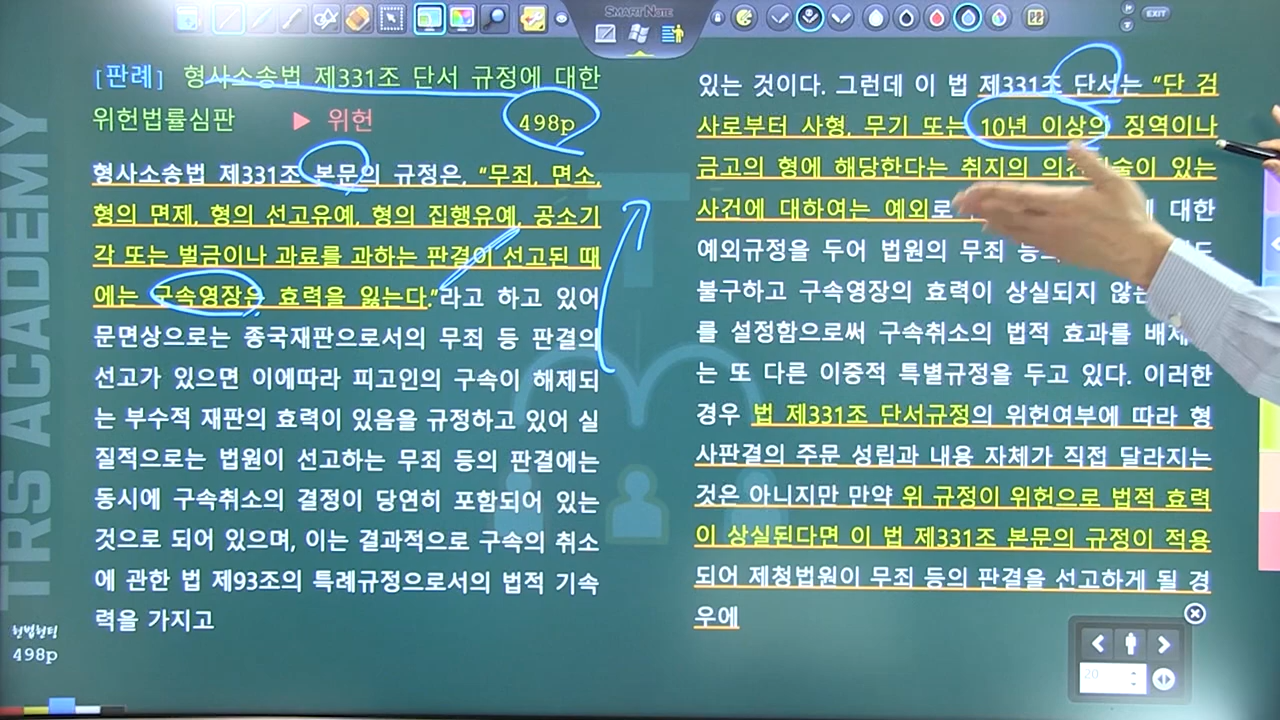 SMART NOTE
EXIT
[판례] 형사소송법 제331조 단서 규정에 대한
위헌법률심판 ▶ 위헌 498p
형사소송법 제331조 본문의 규정은, “무죄, 면소,
형의 면제, 형의 선고유예, 형의 집행유예, 공소기
각 또는 벌금이나 과료를 과하는 판결이 선고된 때
에는 구속영장은 효력을 잃는다.”라고 하고 있어
문면상으로는 종국재판으로서의 무죄 등 판결의
선고가 있으면 이에따라 피고인의 구속이 해제되
는 부수적 재판의 효력이 있음을 규정하고 있어 실
질적으로는 법원이 선고하는 무죄 등의 판결에는
동시에 구속취소의 결정이 당연히 포함되어 있는
것으로 되어 있으며, 이는 결과적으로 구속의 취소
에 관한 법 제93조의 특례규정으로서의 법적 기속
력을 가지고
있는 것이다. 그런데 이 법 제331조 단서는 “단 검
사로부터 사형, 무기 또는 10년 이상의 징역이나
금고의 형에 해당한다는 취지의 의견진술이 있는
사건에 대하여는 예외로 대한
예외규정을 두어 법원의 무죄
불구하고 구속영장의 효력이 상실되지
를 설정함으로써 구속취소의 법적 효과를
는 또 다른 이중적 특별규정을 두고 있다. 이러한
경우 법 제331조 단서규정의 위헌여부에 따라 형
사판결의 주문 성립과 내용 자체가 직접 달라지는
것은 아니지만 만약 위 규정이 위헌으로 법적 효력
이 상실된다면 이 법 제331조 본문의 규정이 적용
되어 제청법원이 무죄 등의 판결을 선고하게 될 경
우에
TRS ACADEMY
498p
20